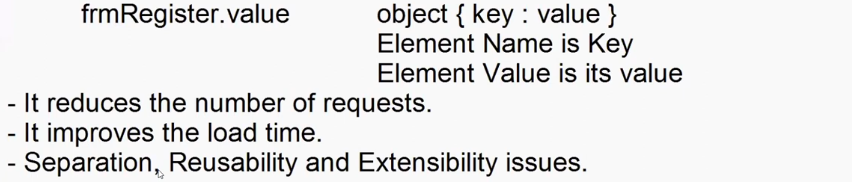 frmRegister.value object { key : value }
Element Name is Key
Element Value is its value
- It reduces the number of requests.
- It improves the load time.
- Separation, Reusability and Extensibility issues.